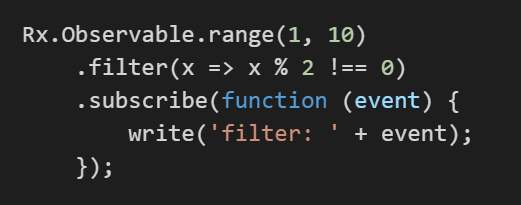 Rx.Observable.range(1, 10)
    .filter(x => x % 2 !== 0)
    .subscribe(function (event) {
        write('filter: ' + event);
    });